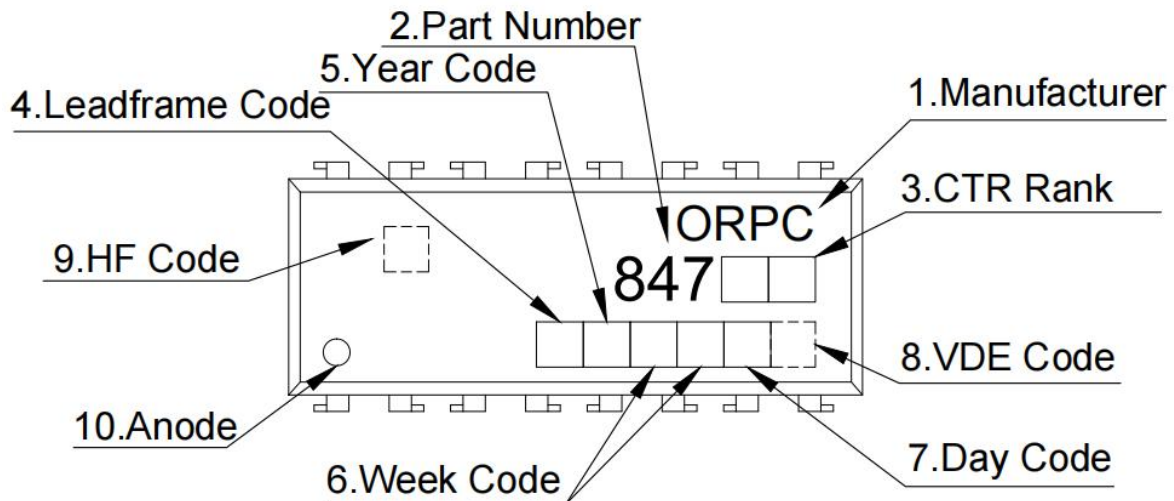 2.Part Number
5.Year Code
4.Leadframe Code
1.Manufacturer
3.CTR Rank
ORPC
9.HF Code
847
8.VDE Code
10.Anode
6.Week Code
7.Day Code